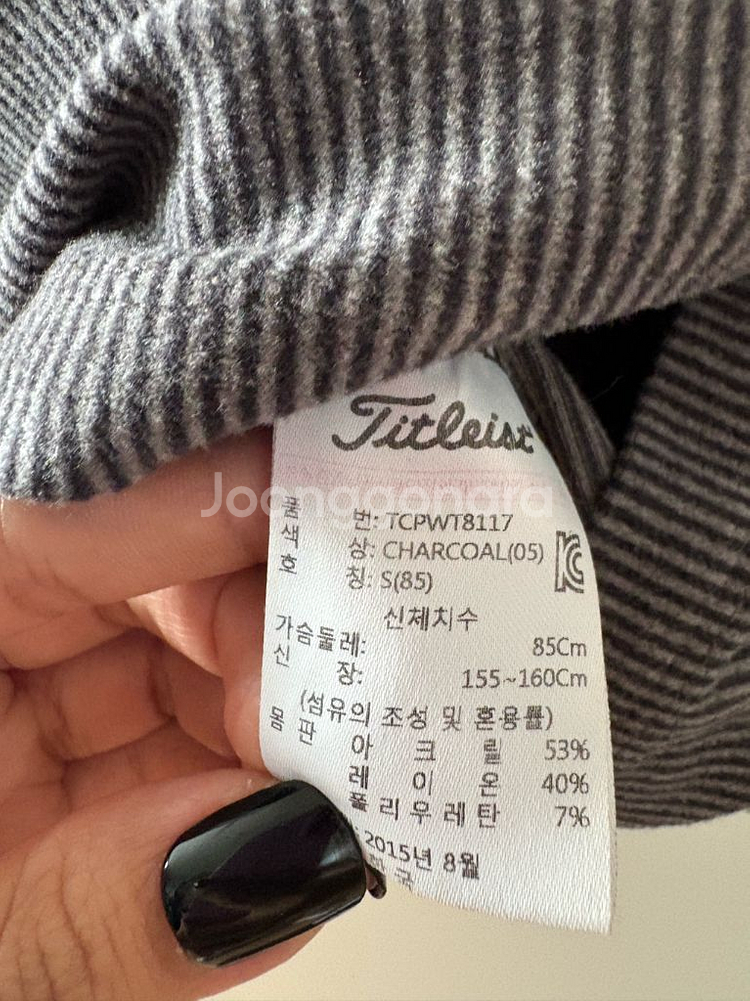 Titleist
Joonggonara
품 번: TCPWT8117
색 상: CHARCOAL(05)
호 칭: S(85)
신체치수
가슴둘레: 85Cm
신 장: 155~160Cm
(섬유의 조성 및 혼용률)
몸 판 아 크 릴 53%
레 이 온 40%
폴 리 우 레 탄 7%
2015년 8월